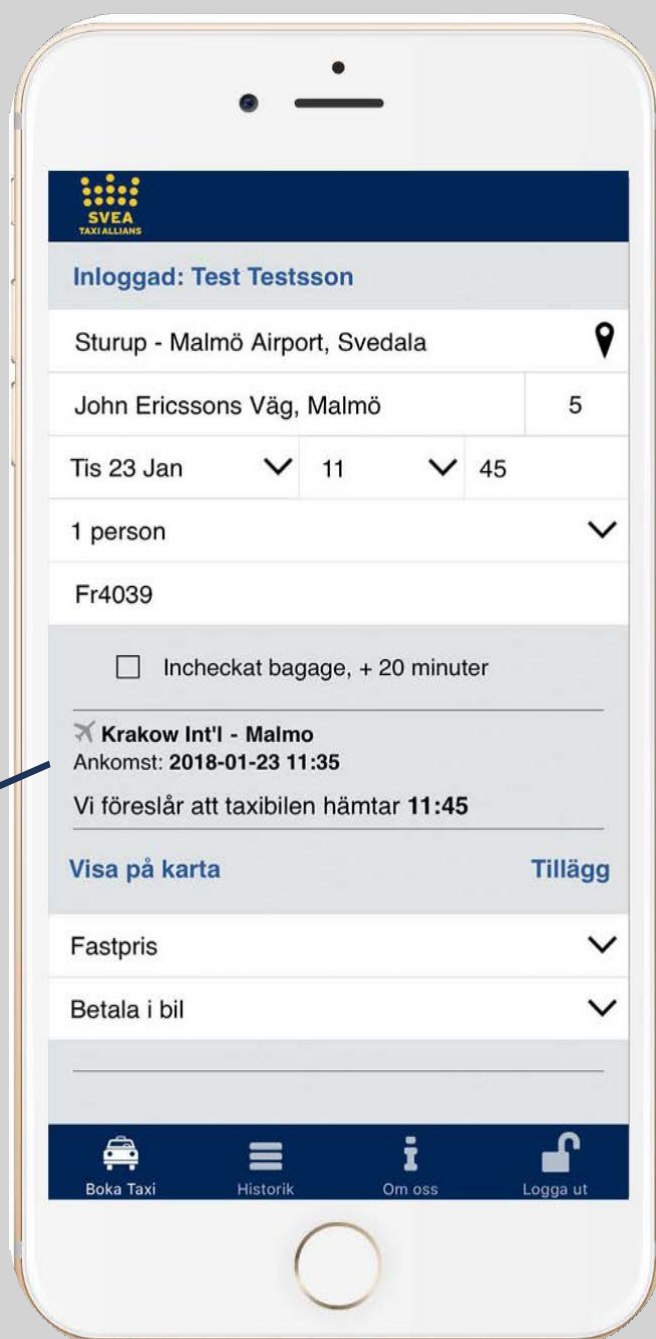 SVEA
TAXI ALLIANS
Inloggad: Test Testsson
Sturup - Malmö Airport, Svedala
John Ericssons Väg, Malmö 5
Tis 23 Jan 11 45
1 person
Fr4039
Incheckat bagage, + 20 minuter
Krakow Int'l - Malmo
Ankomst: 2018-01-23 11:35
Vi föreslår att taxibilen hämtar 11:45
Visa på karta Tillägg
Fastpris
Betala i bil
Boka Taxi Historik Om oss Logga ut